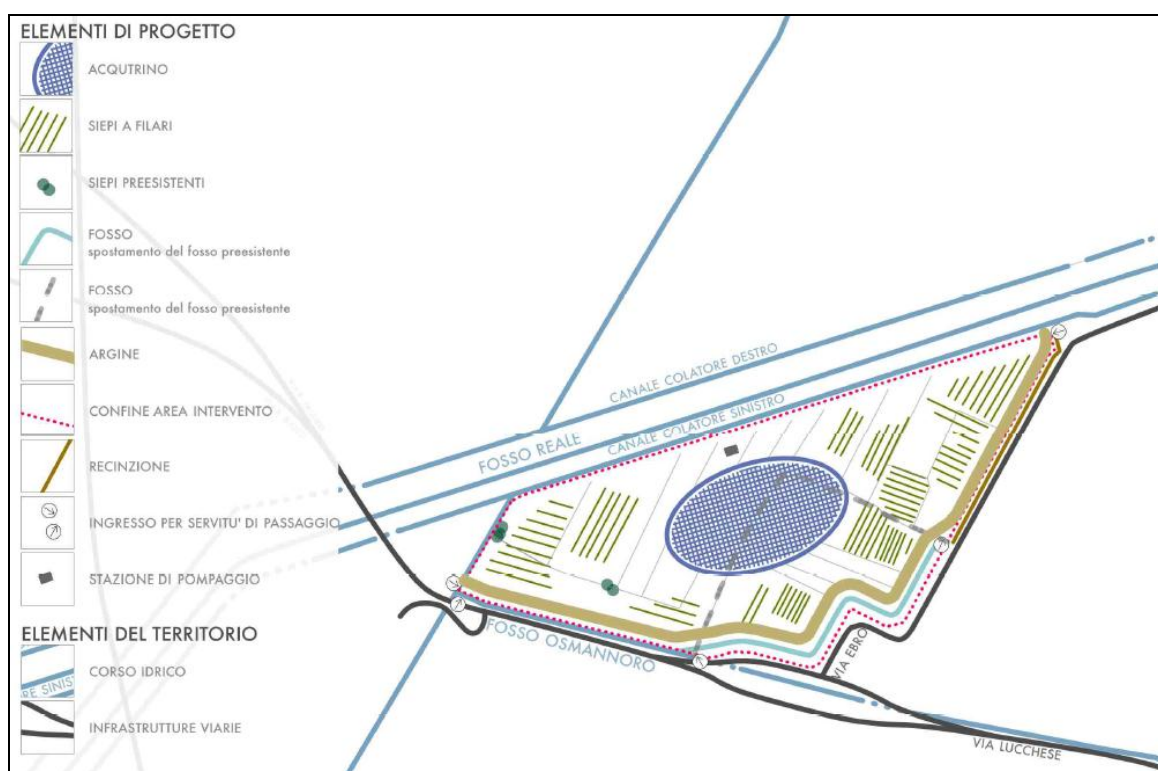 ELEMENTI DI PROGETTO
ACQUTRINO
SIEPI A FILARI
SIEPI PREESISTENTI
FOSSO
spostamento del fosso preesistente
FOSSO
spostamento del fosso preesistente
ARGINE
CONFINE AREA INTERVENTO
RECINZIONE
INGRESSO PER SERVITU' DI PASSAGGIO
STAZIONE DI POMPAGGIO
ELEMENTI DEL TERRITORIO
RE SINIS
CORSO IDRICO
INFRASTRUTTURE VIARIE
CANALE COLATORE DESTRO
FOSSO REALE
CANALE COLATORE SINISTRO
FOSSO OSMANNORO
VIA EBRO
VIA LUCCHESE